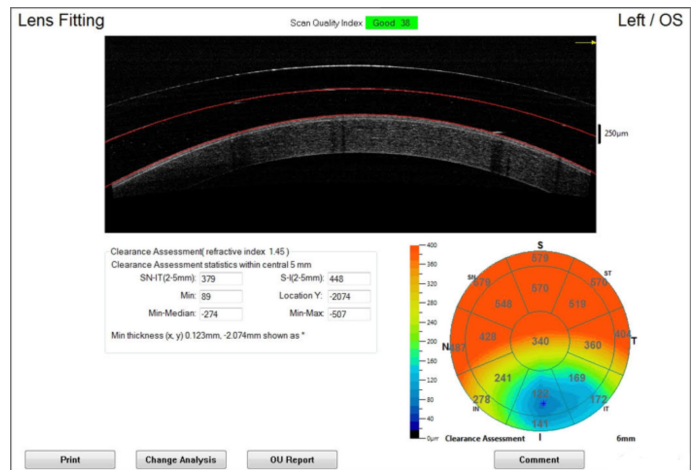 Lens Fitting
Scan Quality Index Good 38
Left / OS
250µm
Clearance Assessment( refractive index 1.45 )
Clearance Assessment statistics within central 5 mm
SN-IT(2-5mm): 379 S-I(2-5mm): 448
Min: 89 Location Y: -2074
Min-Median: -274 Min-Max: -507
Min thickness (x, y) 0.123mm, -2.074mm shown as *
400
360
320
280
240
200
160
120
80
40
0µm
S
579
SN ST
579 576
570
548 519
428 404
N 487 340 360 T
241 169
278 122 172
IN IT
141
Clearance Assessment I 6mm
Print Change Analysis OU Report Comment